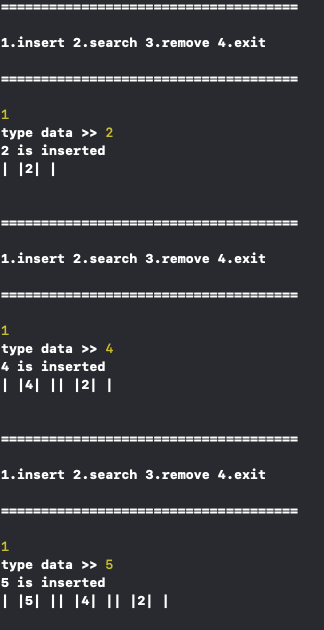 =====================================
1.insert 2.search 3.remove 4.exit
=====================================
1
type data >> 2
2 is inserted
| |2| |
=====================================
1.insert 2.search 3.remove 4.exit
=====================================
1
type data >> 4
4 is inserted
| |4| || |2| |
=====================================
1.insert 2.search 3.remove 4.exit
=====================================
1
type data >> 5
5 is inserted
| |5| || |4| || |2| |